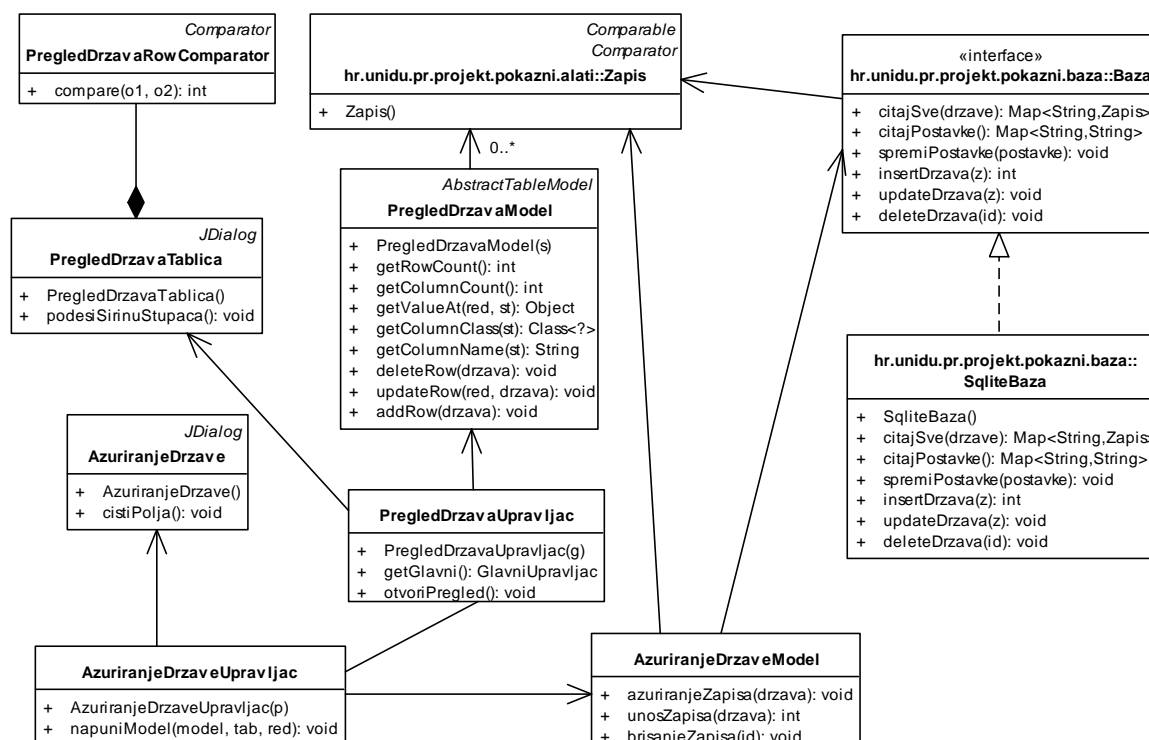 Comparator
PregledDrzavaRowComparator
+ compare(o1, o2): int
Comparable
Comparator
hr.unidu.pr.projekt.pokazni.alati::Zapis
+ Zapis()
«interface»
hr.unidu.pr.projekt.pokazni.baza::Baza
+ citajSve(drzave): Map<String,Zapis>
+ citajPostavke(): Map<String,String>
+ spremiPostavke(postavke): void
+ insertDrzava(z): int
+ updateDrzava(z): void
+ deleteDrzava(id): void
0..*
AbstractTableModel
PregledDrzavaModel
+ PregledDrzavaModel(s)
+ getRowCount(): int
+ getColumnCount(): int
+ getValueAt(red, st): Object
+ getColumnClass(st): Class<?>
+ getColumnName(st): String
+ deleteRow(drzava): void
+ updateRow(red, drzava): void
+ addRow(drzava): void
JDialog
PregledDrzavaTablica
+ PregledDrzavaTablica()
+ podesiSirinuStupaca(): void
hr.unidu.pr.projekt.pokazni.baza::
SqliteBaza
+ SqliteBaza()
+ citajSve(drzave): Map<String,Zapis>
+ citajPostavke(): Map<String,String>
+ spremiPostavke(postavke): void
+ insertDrzava(z): int
+ updateDrzava(z): void
+ deleteDrzava(id): void
JDialog
AzuriranjeDrzave
+ AzuriranjeDrzave()
+ cistiPolja(): void
PregledDrzavaUpravljac
+ PregledDrzavaUpravljac(g)
+ getGlavni(): GlavniUpravljac
+ otvoriPregled(): void
AzuriranjeDrzaveUpravljac
+ AzuriranjeDrzaveUpravljac(p)
+ napuniModel(model, tab, red): void
AzuriranjeDrzaveModel
+ azuriranjeZapisa(drzava): void
+ unosZapisa(drzava): int
+ brisanjeZapisa(id): void